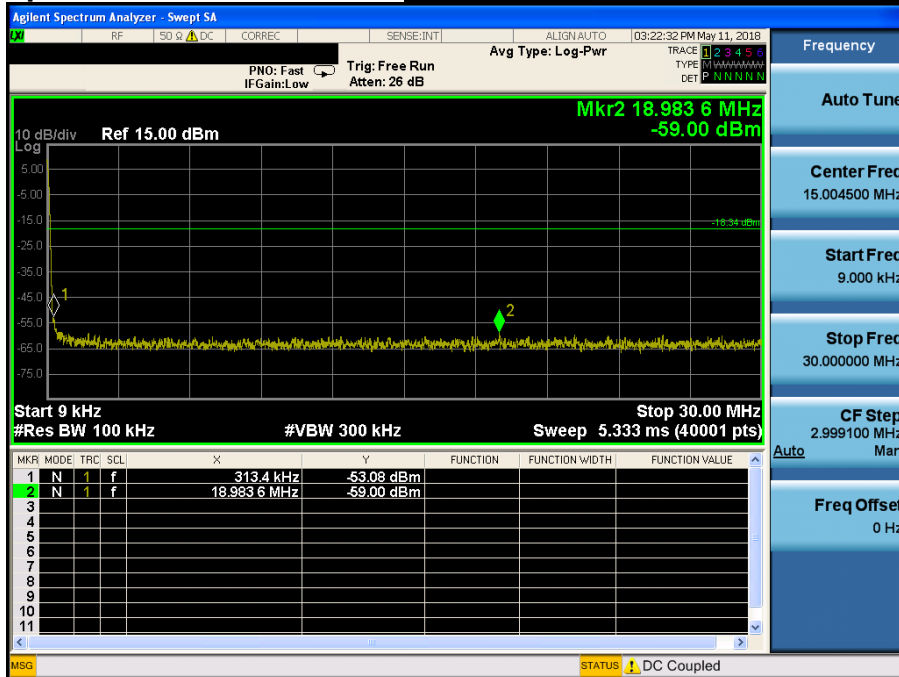 Agilent Spectrum Analyzer - Swept SA
LXI RF 50 Ω DC CORREC SENSE:INT ALIGN AUTO 03:22:32 PM May 11, 2018
Frequency
Avg Type: Log-Pwr
TRACE 1 2 3 4 5 6
PNO: Fast Trig: Free Run
TYPE M WWWWW
IFGain:Low Atten: 26 dB
DET P N N N N N
Auto Tune
Mkr2 18.983 6 MHz
-59.00 dBm
10 dB/div Ref 15.00 dBm
Log
5.00
-5.00
-15.0
-18.34 dBm
-25.0
-35.0
-45.0
-55.0
-65.0
-75.0
1
2
Center Freq
15.004500 MHz
Start Freq
9.000 kHz
Stop Freq
30.000000 MHz
Start 9 kHz Stop 30.00 MHz
#Res BW 100 kHz #VBW 300 kHz Sweep 5.333 ms (40001 pts)
CF Step
2.999100 MHz
Auto Man
MKR MODE TRC SCL X Y FUNCTION FUNCTION WIDTH FUNCTION VALUE
1 N 1 f 313.4 kHz -53.08 dBm
2 N 1 f 18.983 6 MHz -59.00 dBm
3
4
5
6
7
8
9
10
11
Freq Offset
0 Hz
MSG STATUS DC Coupled